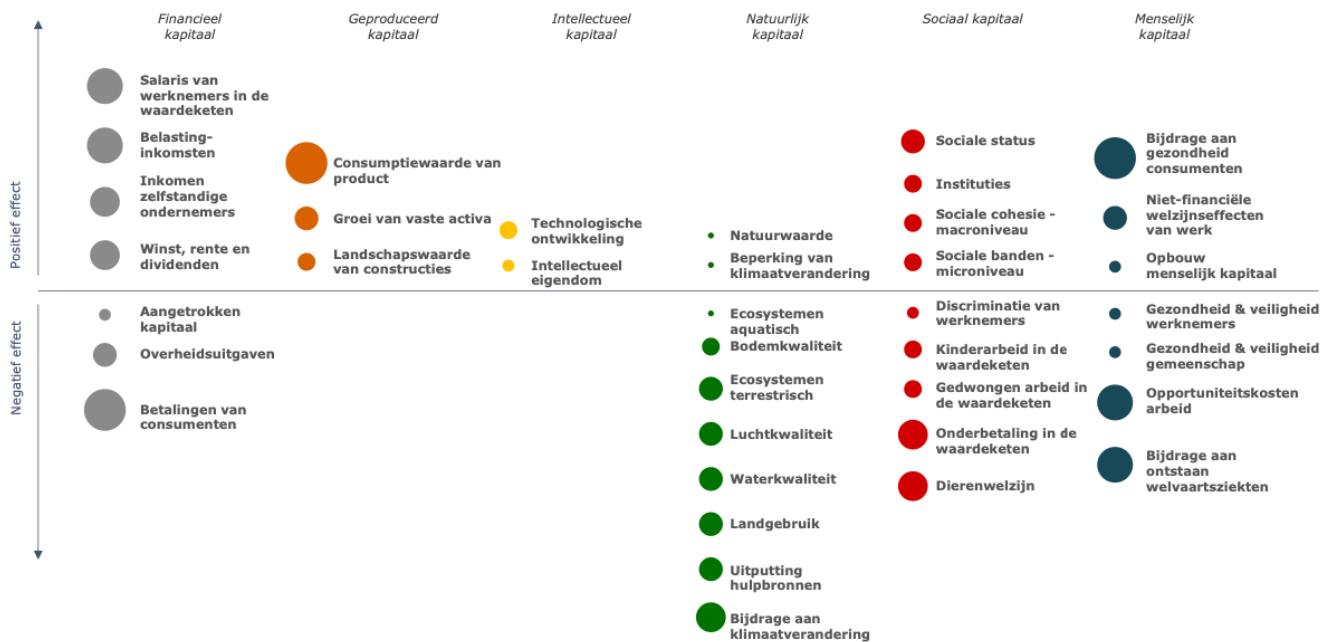 Financieel
kapitaal
Geproduceerd
kapitaal
Intellectueel
kapitaal
Natuurlijk
kapitaal
Sociaal kapitaal
Menselijk
kapitaal
Positief effect
Salaris van
werknemers in de
waardeketen
Belasting-
inkomsten
Inkomen
zelfstandige
ondernemers
Winst, rente en
dividenden
Consumptiewaarde van
product
Groei van vaste activa
Landschapswaarde
van constructies
Technologische
ontwikkeling
Intellectueel
eigendom
Natuurwaarde
Beperking van
klimaatverandering
Sociale status
Instituties
Sociale cohesie -
macroniveau
Sociale banden -
microniveau
Bijdrage aan
gezondheid
consumenten
Niet-financiële
welzijnseffecten
van werk
Opbouw
menselijk kapitaal
Negatief effect
Aangetrokken
kapitaal
Overheidsuitgaven
Betalingen van
consumenten
Ecosystemen
aquatisch
Bodemkwaliteit
Ecosystemen
terrestrisch
Luchtkwaliteit
Waterkwaliteit
Landgebruik
Uitputting
hulpbronnen
Bijdrage aan
klimaatverandering
Discriminatie van
werknemers
Kinderarbeid in de
waardeketen
Gedwongen arbeid in
de waardeketen
Onderbetaling in de
waardeketen
Dierenwelzijn
Gezondheid & veiligheid
werknemers
Gezondheid & veiligheid
gemeenschap
Opportuniteitskosten
arbeid
Bijdrage aan
ontstaan
welvaartsziekten